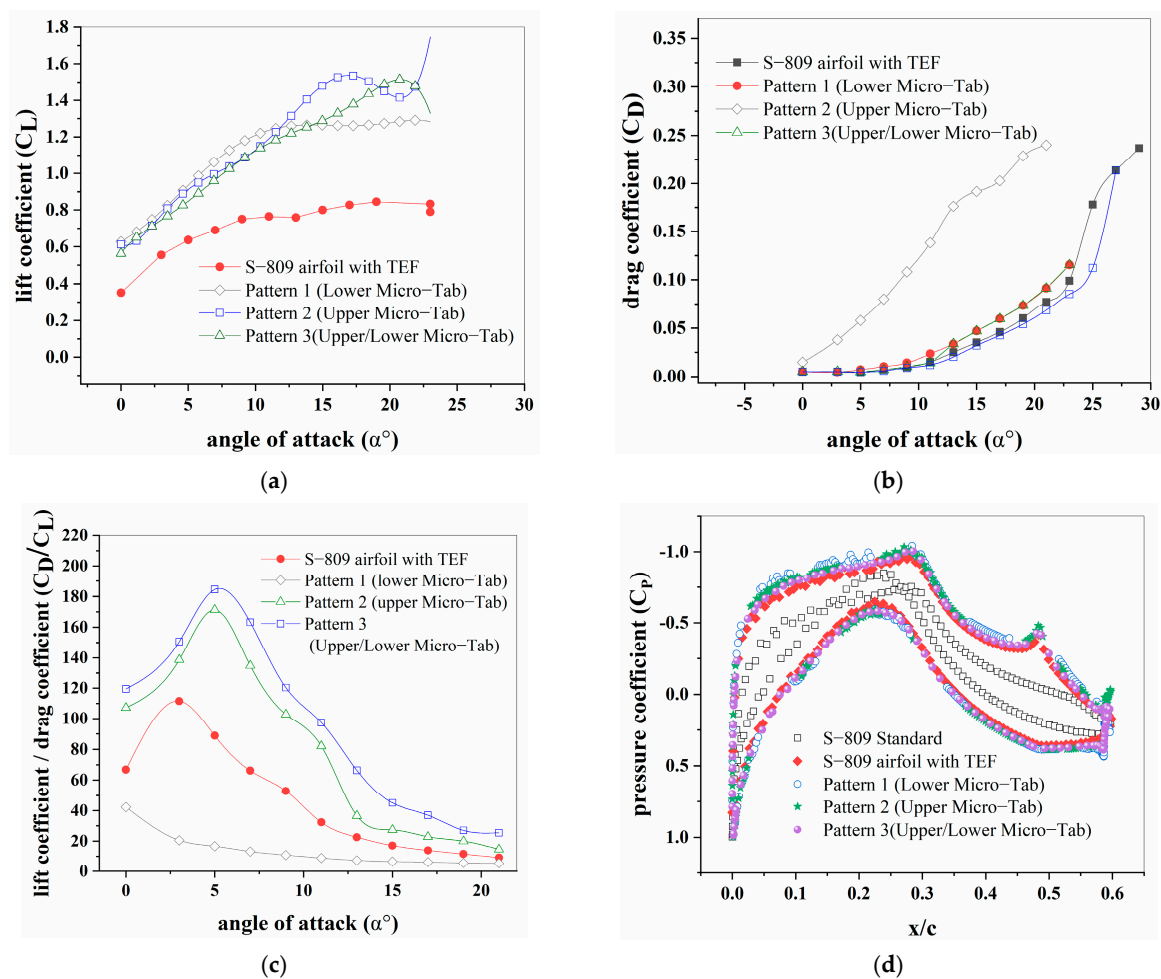 1.8
1.6
1.4
1.2
1.0
0.8
0.6
0.4
0.2
0.0
lift coefficient (CL)
S−809 airfoil with TEF
Pattern 1 (Lower Micro−Tab)
Pattern 2 (Upper Micro−Tab)
Pattern 3(Upper/Lower Micro−Tab)
0 5 10 15 20 25 30
angle of attack (α°)
(a)
0.35
0.30
0.25
0.20
0.15
0.10
0.05
0.00
drag coefficient (CD)
S−809 airfoil with TEF
Pattern 1 (Lower Micro−Tab)
Pattern 2 (Upper Micro−Tab)
Pattern 3(Upper/Lower Micro−Tab)
-5 0 5 10 15 20 25 30
angle of attack (α°)
(b)
220
200
180
160
140
120
100
80
60
40
20
0
lift coefficient / drag coefficient (CD/CL)
S−809 airfoil with TEF
Pattern 1 (lower Micro−Tab)
Pattern 2 (upper Micro−Tab)
Pattern 3
(Upper/Lower Micro−Tab)
0 5 10 15 20
angle of attack (α°)
(c)
-1.0
-0.5
0.0
0.5
1.0
pressure coefficient (CP)
S−809 Standard
S−809 airfoil with TEF
Pattern 1 (Lower Micro−Tab)
Pattern 2 (Upper Micro−Tab)
Pattern 3(Upper/Lower Micro−Tab)
0.0 0.1 0.2 0.3 0.4 0.5 0.6
x/c
(d)